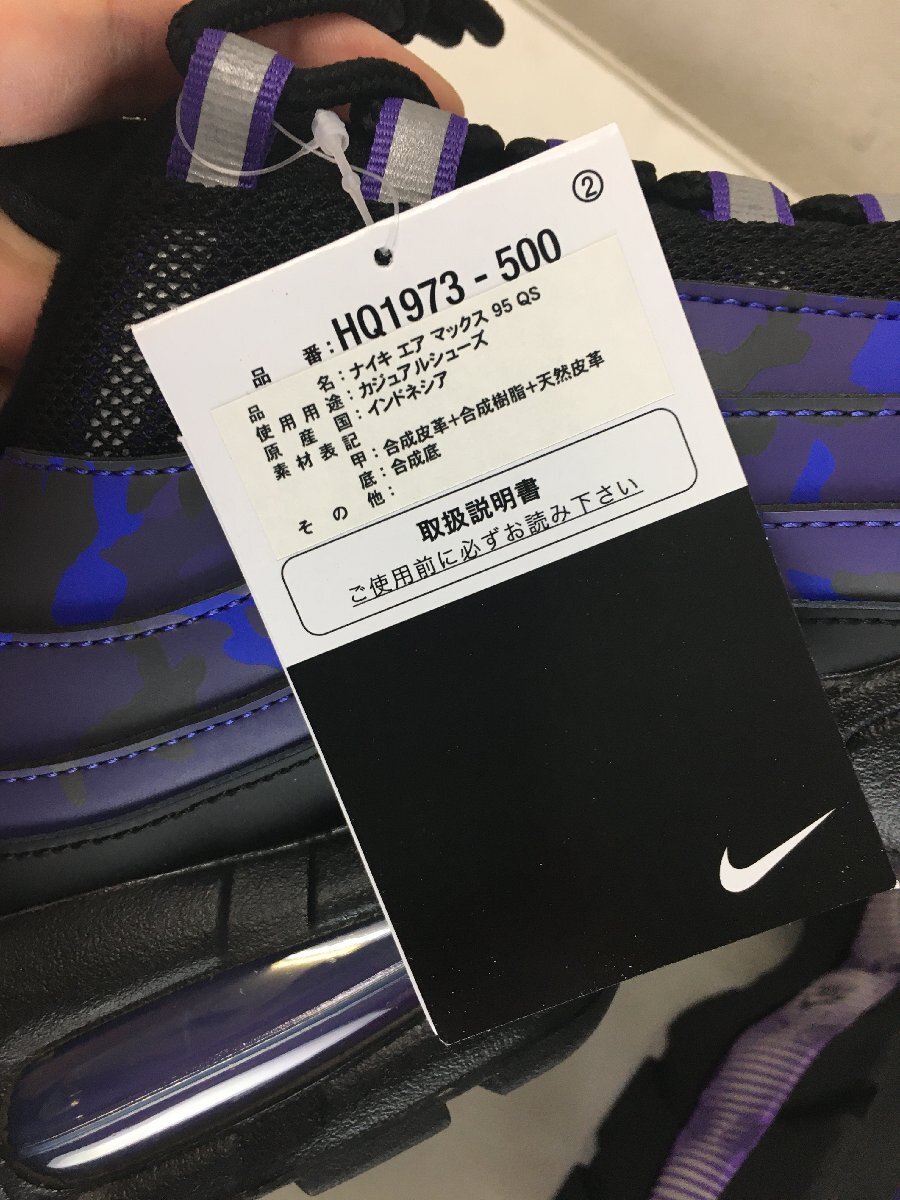 ②
品番：HQ1973 - 500
品名：ナイキ エア マックス 95 QS
使用用途：カジュアルシューズ
原産国：インドネシア
素材表記
甲：合成皮革+合成樹脂+天然皮革
底：合成底
その他：
取扱説明書
ご使用前に必ずお読み下さい